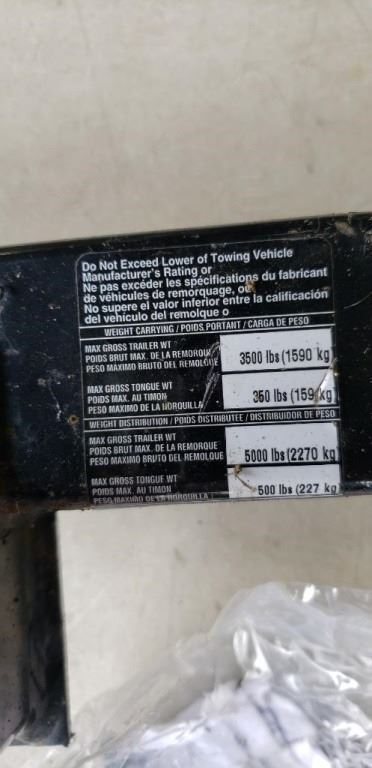 Do Not Exceed Lower of Towing Vehicle
Manufacturer's Rating or
Ne pas excéder les spécifications du fabricant
de véhicules de remorquage, ou
No supere el valor inferior entre la calificación
del vehículo del remolque o
WEIGHT CARRYING / POIDS PORTANT / CARGA DE PESO
MAX GROSS TRAILER WT
POIDS BRUT MAX. DE LA REMORQUE 3500 lbs (1590 kg)
PESO MAXIMO BRUTO DEL REMOLQUE
MAX GROSS TONGUE WT
POIDS MAX. AU TIMON 350 lbs (159 kg)
PESO MAXIMO DE LA HORQUILLA
WEIGHT DISTRIBUTION / POIDS DISTRIBUTEE / DISTRIBUIDOR DE PESO
MAX GROSS TRAILER WT
POIDS BRUT MAX. DE LA REMORQUE 5000 lbs (2270 kg)
PESO MAXIMO BRUTO DEL REMOLQUE
MAX GROSS TONGUE WT
POIDS MAX. AU TIMON 500 lbs (227 kg)
PESO MAXIMO DE LA HORQUILLA